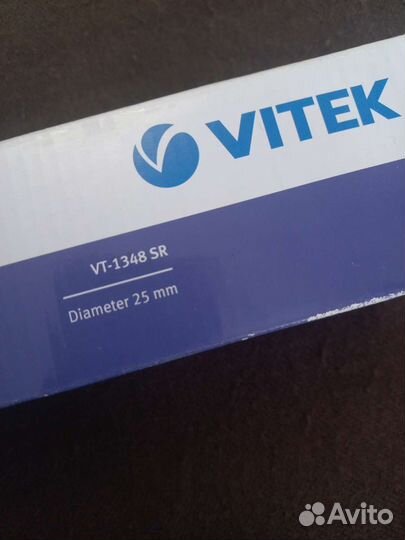 VITEK
VT-1348 SR
Diameter 25 mm
Avito